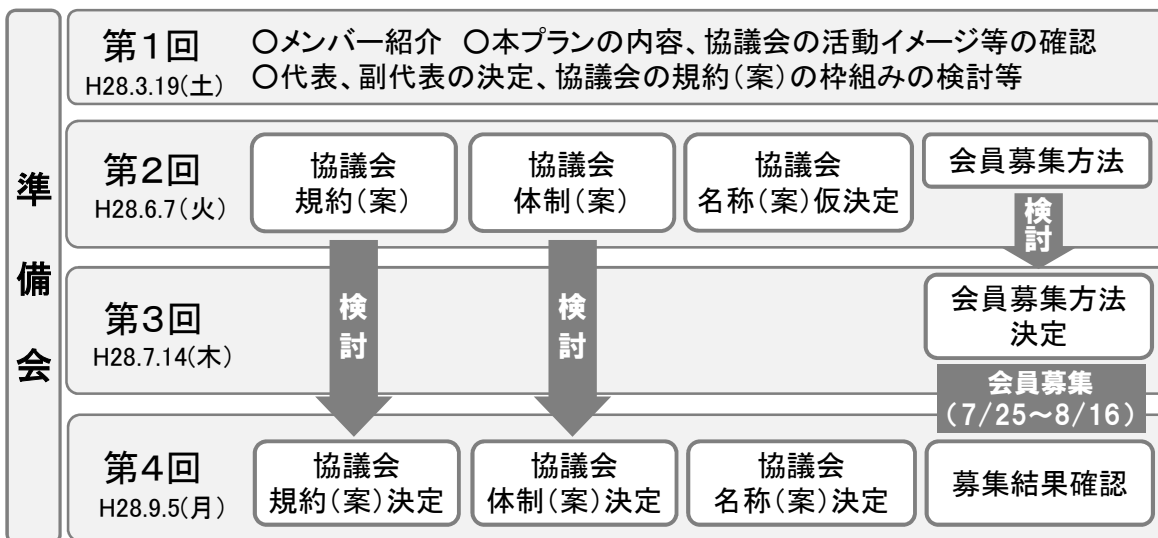 準備会
第1回
H28.3.19(土)
○メンバー紹介 ○本プランの内容、協議会の活動イメージ等の確認
○代表、副代表の決定、協議会の規約(案)の枠組みの検討等
第2回
H28.6.7(火)
協議会
規約(案)
協議会
体制(案)
協議会
名称(案)仮決定
会員募集方法
検討
検討
検討
第3回
H28.7.14(木)
会員募集方法
決定
会員募集
(7/25~8/16)
第4回
H28.9.5(月)
協議会
規約(案)決定
協議会
体制(案)決定
協議会
名称(案)決定
募集結果確認